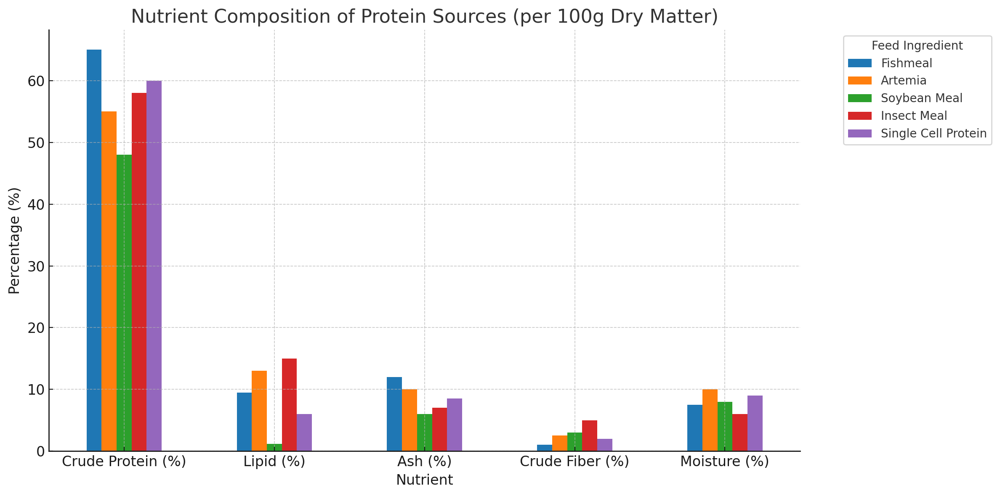 Nutrient Composition of Protein Sources (per 100g Dry Matter)
Feed Ingredient
Fishmeal
Artemia
Soybean Meal
Insect Meal
Single Cell Protein
Percentage (%)
60
50
40
30
20
10
0
Crude Protein (%) Lipid (%) Ash (%) Crude Fiber (%) Moisture (%)
Nutrient